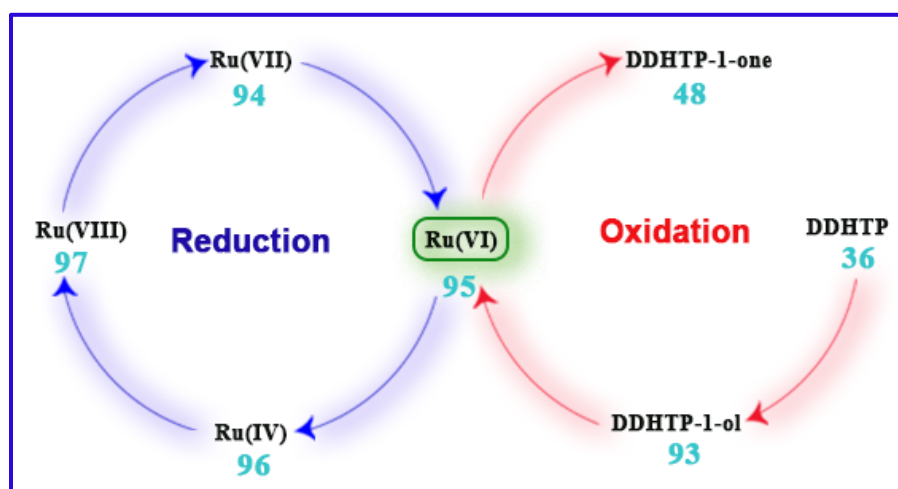 Ru(VII)
94
DDHTP-1-one
48
Ru(VIII)
97
Reduction
Ru(VI)
95
Oxidation
DDHTP
36
Ru(IV)
96
DDHTP-1-ol
93